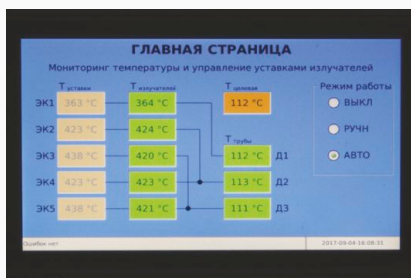 ГЛАВНАЯ СТРАНИЦА
Мониторинг температуры и управление уставками излучателей
Т уставки Т излучателей Т целевая Режим работы
ЭК1 363 °C 364 °C 112 °C ВЫКЛ
ЭК2 423 °C 424 °C РУЧН
Т трубы
ЭК3 438 °C 420 °C 112 °C Д1 АВТО
ЭК4 423 °C 423 °C 113 °C Д2
ЭК5 438 °C 421 °C 111 °C Д3
Ошибок нет 2017-09-04 16:08:31